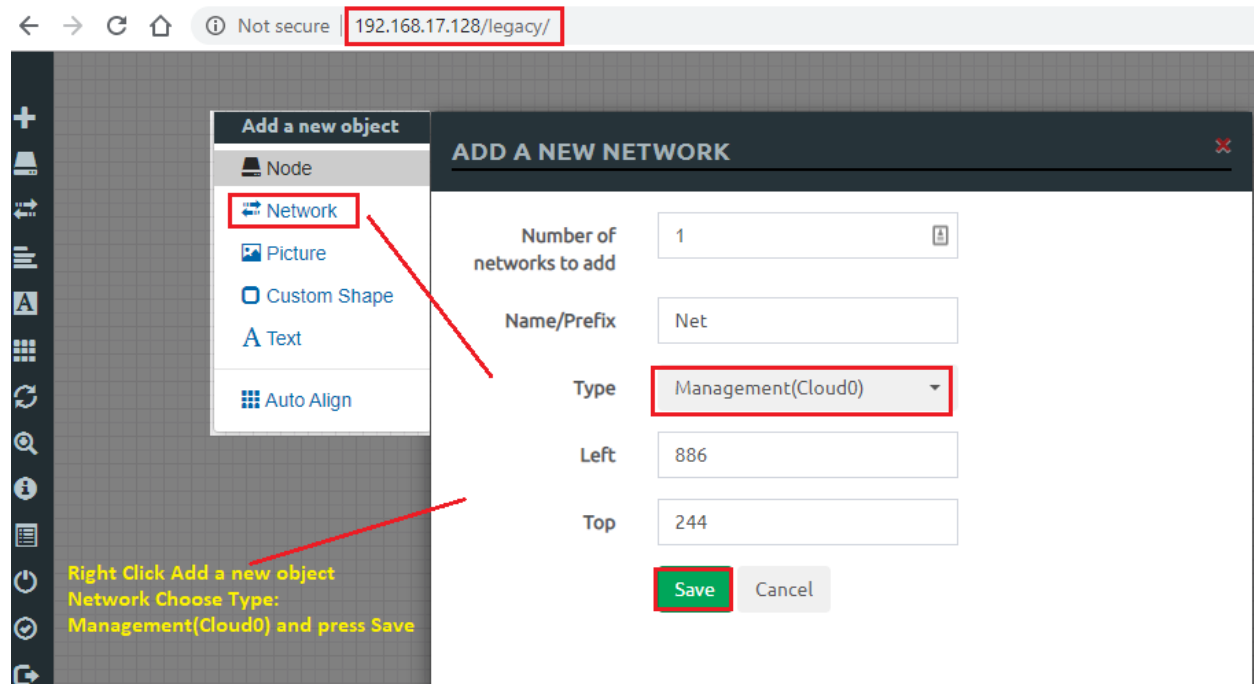 Not secure | 192.168.17.128/legacy/
Add a new object
Node
Network
Picture
Custom Shape
A Text
Auto Align
ADD A NEW NETWORK
Number of
networks to add
1
Name/Prefix
Net
Type
Management(Cloud0)
Left
886
Top
244
Save
Cancel
Right Click Add a new object
Network Choose Type:
Management(Cloud0) and press Save
A